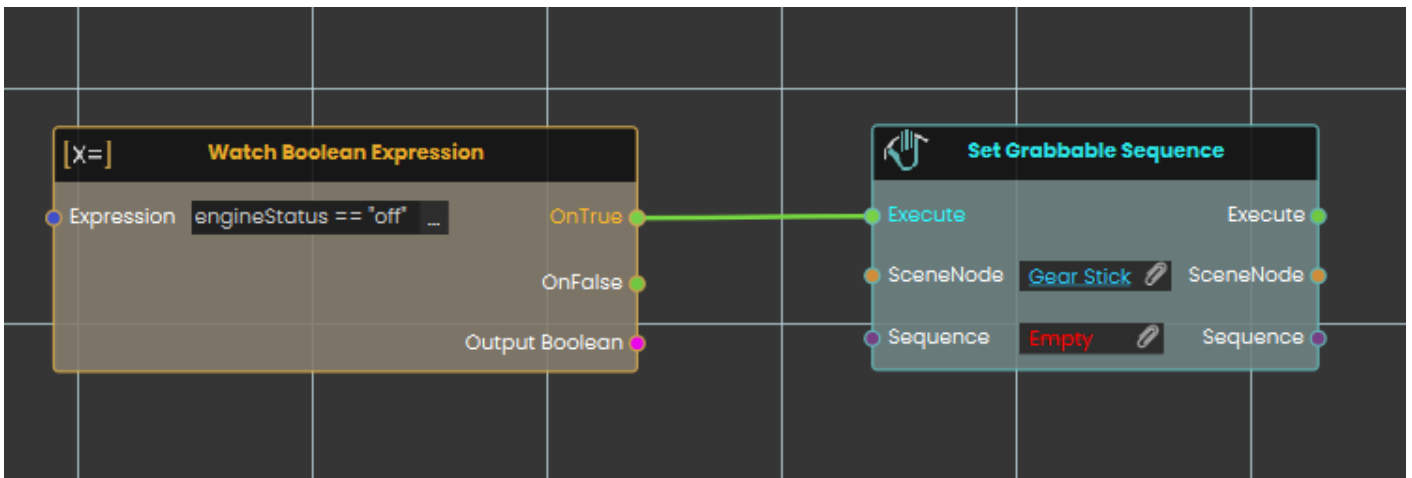 [x=] Watch Boolean Expression
Expression engineStatus == "off" ... OnTrue
OnFalse
Output Boolean
Set Grabbable Sequence
Execute Execute
SceneNode Gear Stick SceneNode
Sequence Empty Sequence